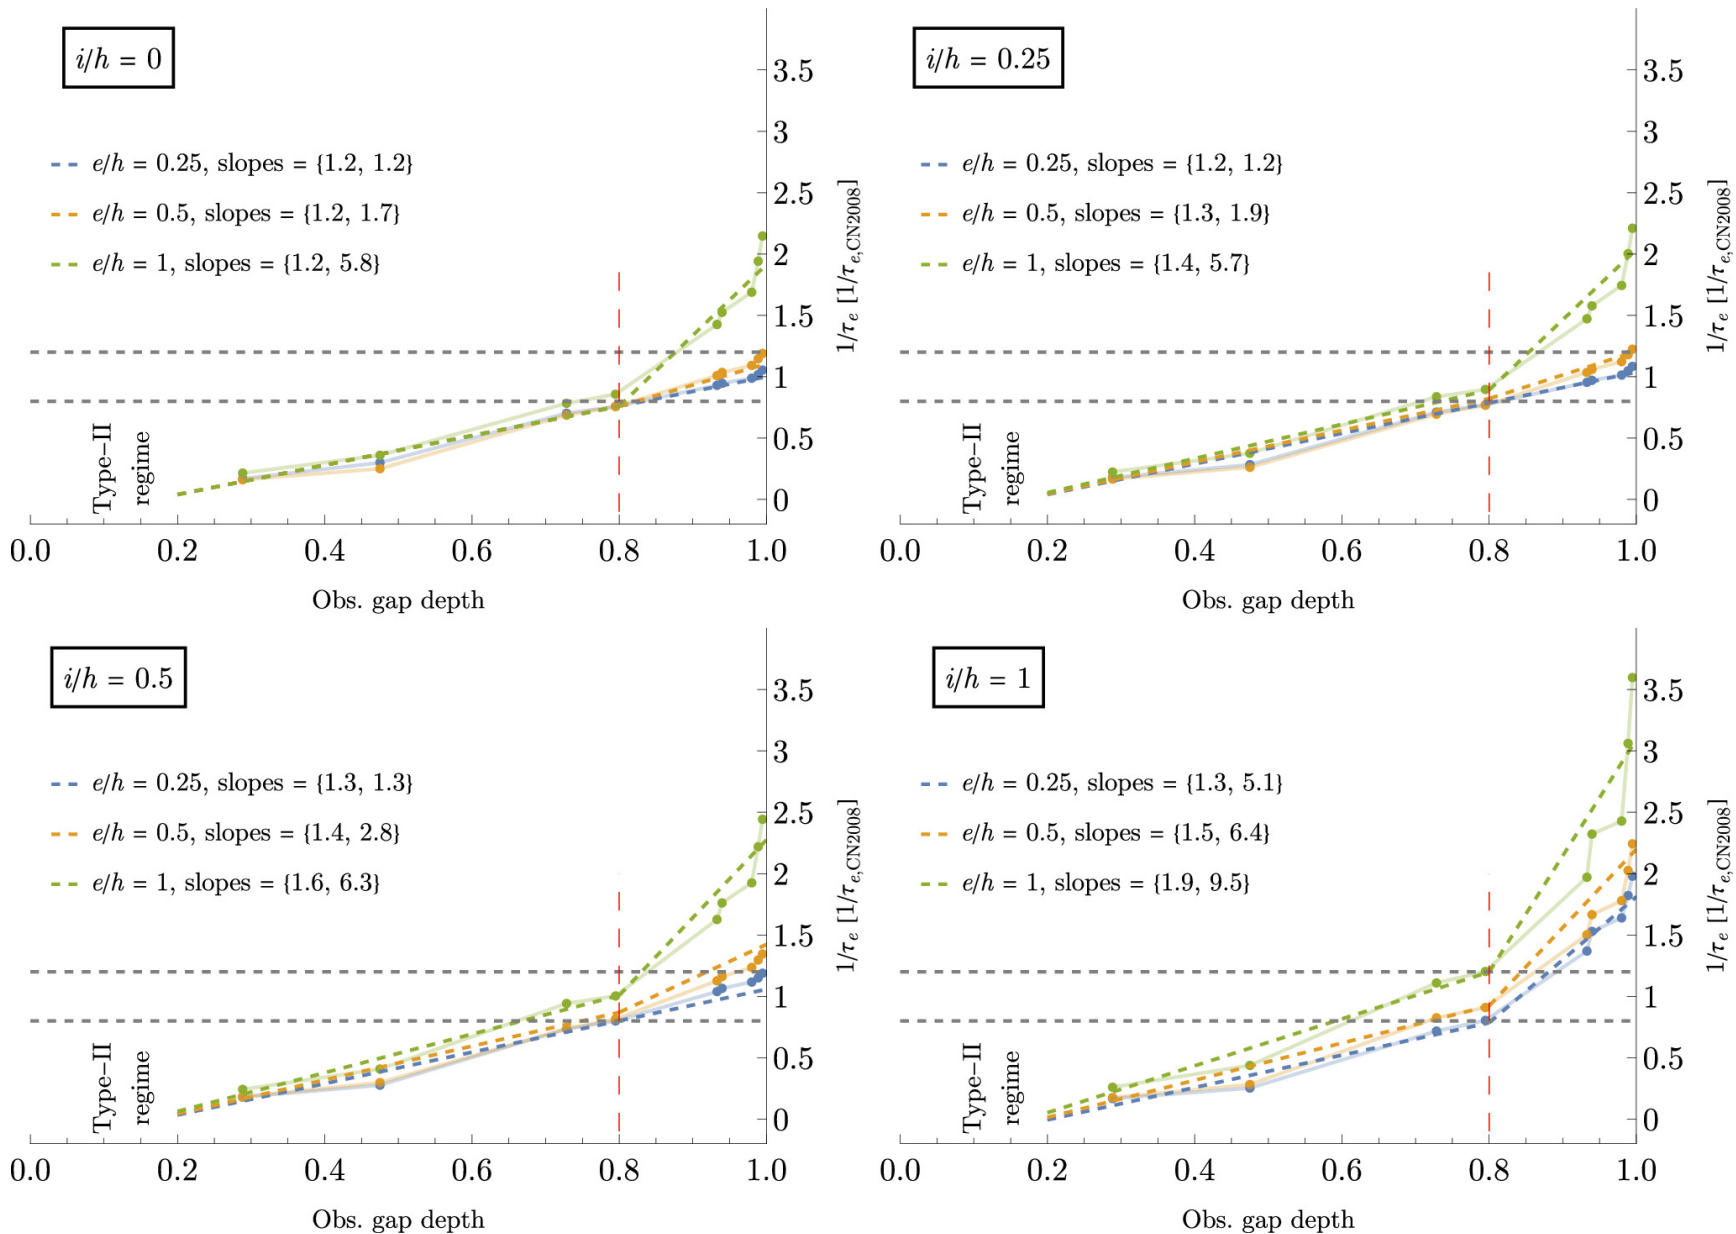 i/h = 0
e/h = 0.25, slopes = {1.2, 1.2}
e/h = 0.5, slopes = {1.2, 1.7}
e/h = 1, slopes = {1.2, 5.8}
Type–II
regime
3.5
3
2.5
2
1.5
1
0.5
0
1/τe [1/τe,CN2008]
0.0 0.2 0.4 0.6 0.8 1.0
Obs. gap depth
i/h = 0.25
e/h = 0.25, slopes = {1.2, 1.2}
e/h = 0.5, slopes = {1.3, 1.9}
e/h = 1, slopes = {1.4, 5.7}
Type–II
regime
3.5
3
2.5
2
1.5
1
0.5
0
1/τe [1/τe,CN2008]
0.0 0.2 0.4 0.6 0.8 1.0
Obs. gap depth
i/h = 0.5
e/h = 0.25, slopes = {1.3, 1.3}
e/h = 0.5, slopes = {1.4, 2.8}
e/h = 1, slopes = {1.6, 6.3}
Type–II
regime
3.5
3
2.5
2
1.5
1
0.5
0
1/τe [1/τe,CN2008]
0.0 0.2 0.4 0.6 0.8 1.0
Obs. gap depth
i/h = 1
e/h = 0.25, slopes = {1.3, 5.1}
e/h = 0.5, slopes = {1.5, 6.4}
e/h = 1, slopes = {1.9, 9.5}
Type–II
regime
3.5
3
2.5
2
1.5
1
0.5
0
1/τe [1/τe,CN2008]
0.0 0.2 0.4 0.6 0.8 1.0
Obs. gap depth